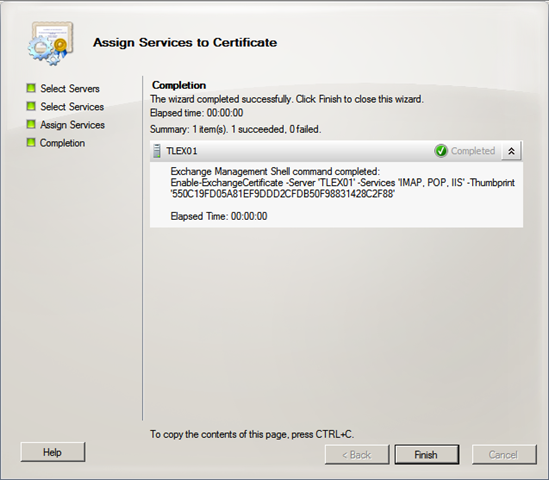 Assign Services to Certificate
Select Servers
Select Services
Assign Services
Completion
Completion
The wizard completed successfully. Click Finish to close this wizard.
Elapsed time: 00:00:00
Summary: 1 item(s). 1 succeeded, 0 failed.
TLEX01
Completed
Exchange Management Shell command completed:
Enable-ExchangeCertificate -Server 'TLEX01' -Services 'IMAP, POP, IIS' -Thumbprint
'550C19FD05A81EF9DDD2CFDB50F98831428C2F88'
Elapsed Time: 00:00:00
To copy the contents of this page, press CTRL+C.
Help
< Back
Finish
Cancel